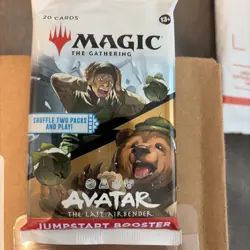 20 CARDS
13+
MAGIC
THE GATHERING
SHUFFLE TWO PACKS
AND PLAY!
AVATAR
THE LAST AIRBENDER
JUMPSTART BOOSTER